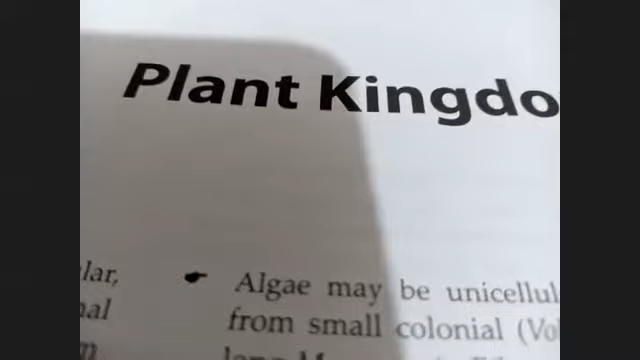 Plant Kingdo
lar,
Algae may be unicellul
from small colonial (Vo